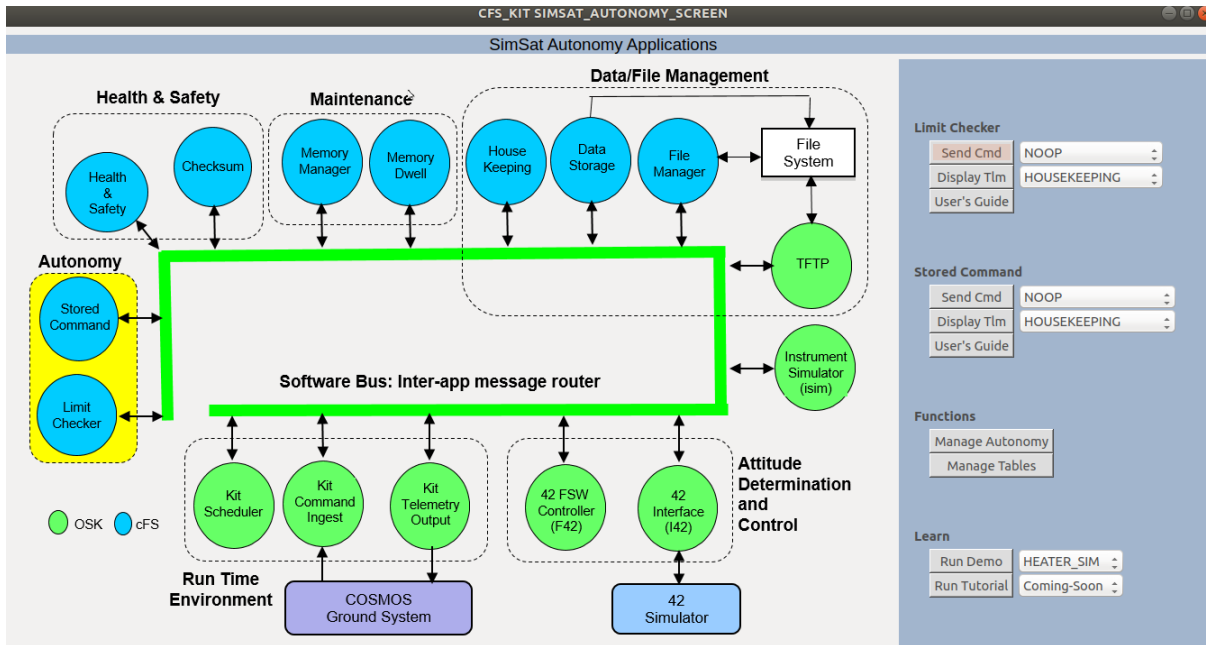 CFS_KIT SIMSAT_AUTONOMY_SCREEN
SimSat Autonomy Applications
Health & Safety
Maintenance
Data/File Management
Health
&
Safety
Checksum
Memory
Manager
Memory
Dwell
House
Keeping
Data
Storage
File
Manager
File
System
TFTP
Autonomy
Stored
Command
Limit
Checker
Instrument
Simulator
(isim)
Software Bus: Inter-app message router
Kit
Scheduler
Kit
Command
Ingest
Kit
Telemetry
Output
42 FSW
Controller
(F42)
42
Interface
(I42)
Attitude
Determination
and
Control
OSK
cFS
Run Time
Environment
COSMOS
Ground System
42
Simulator
Limit Checker
Send Cmd NOOP
Display Tlm HOUSEKEEPING
User's Guide
Stored Command
Send Cmd NOOP
Display Tlm HOUSEKEEPING
User's Guide
Functions
Manage Autonomy
Manage Tables
Learn
Run Demo HEATER_SIM
Run Tutorial Coming-Soon